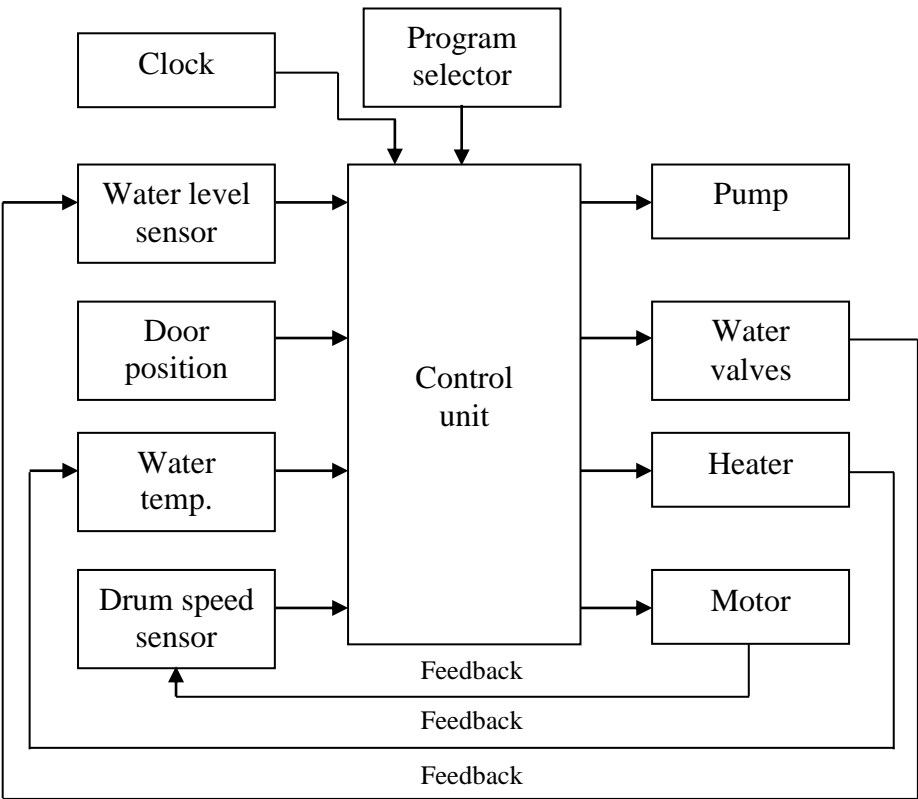 Clock
Program
selector
Water level
sensor
Door
position
Water
temp.
Drum speed
sensor
Control
unit
Pump
Water
valves
Heater
Motor
Feedback
Feedback
Feedback